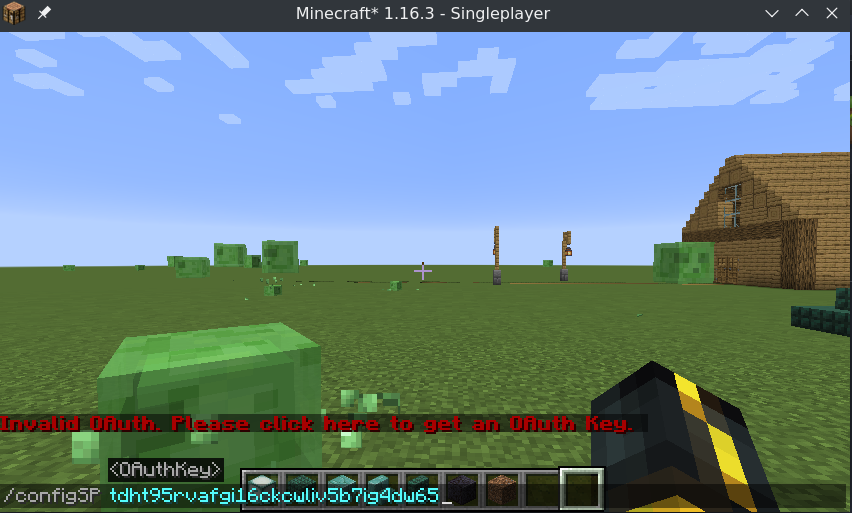 Minecraft* 1.16.3 - Singleplayer
Invalid OAuth. Please click here to get an OAuth Key.
<OAuthKey>
/configSP tdht95rvafgi16ckcwliv5b7ig4dw65_